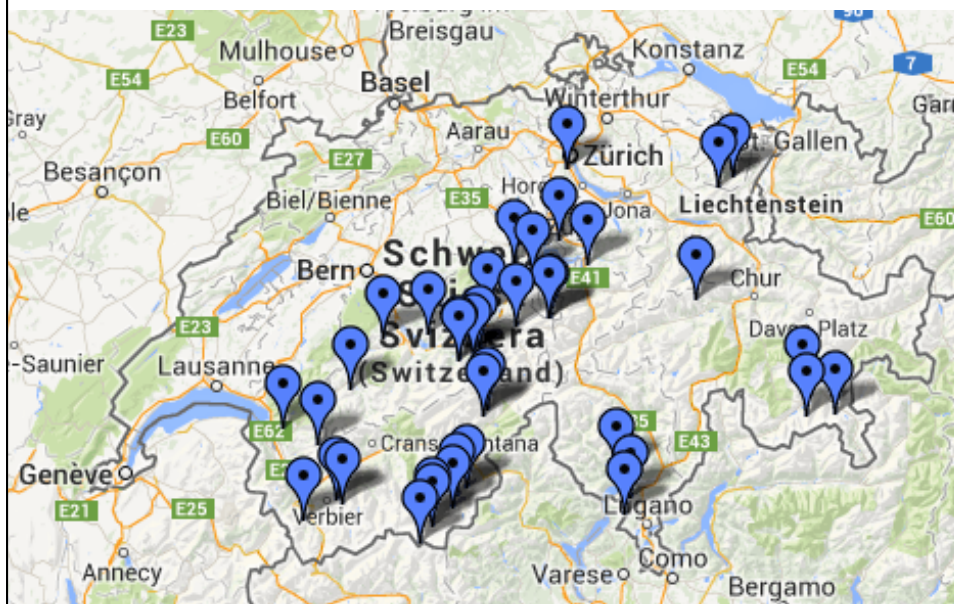 E23
Breisgau
96
Mulhouse
Konstanz
E54
E54
7
Belfort
Basel
Winterthur
Gray
E60
Aarau
Zürich
St. Gallen
E27
Besançon
Biel/Bienne
E35
Jona
Liechtenstein
E60
Bern
E41
Chur
E23
Svizzera
Davos Platz
Lausanne
(Switzerland)
E62
Crans-Montana
E43
Genève
E21
E25
Verbier
Lugano
Annecy
Varese
Como
Bergamo